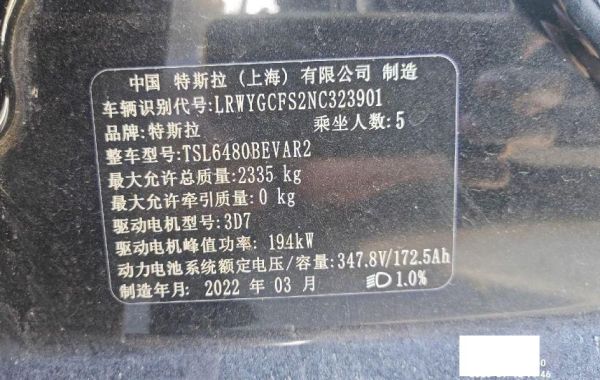 中国 特斯拉 (上海) 有限公司 制造
车辆识别代号:LRWYGCFS2NC323901
品牌:特斯拉 乘坐人数:5
整车型号:TSL6480BEVAR2
最大允许总质量:2335 kg
最大允许牵引质量:0 kg
驱动电机型号:3D7
驱动电机峰值功率: 194kW
动力电池系统额定电压/容量:347.8V/172.5Ah
制造年月: 2022 年 03 月 1.0%